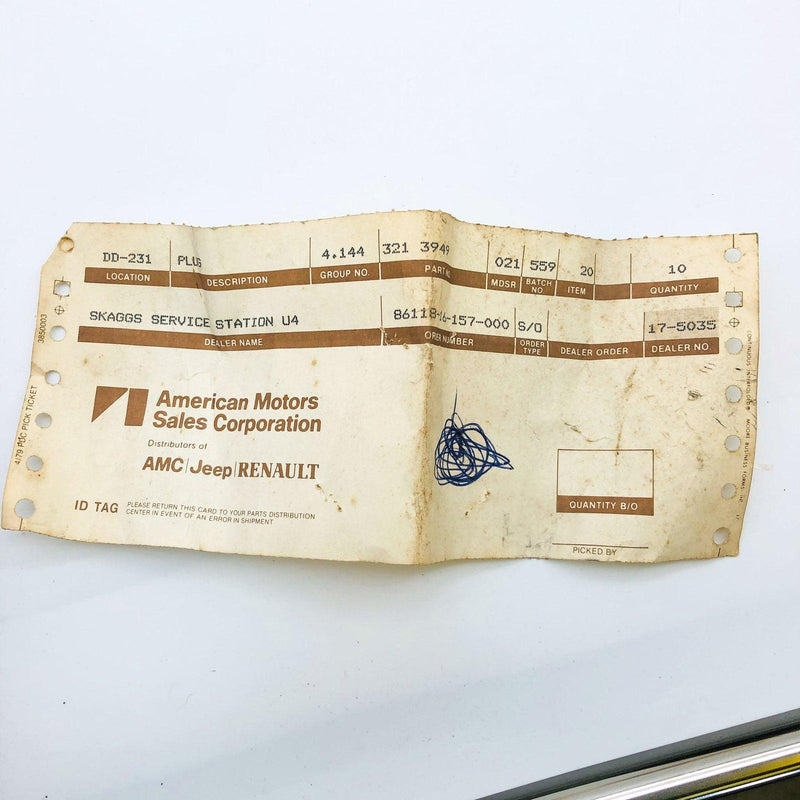 DD-231 PLUG 4.144 321 3949 021 559 20 10
LOCATION DESCRIPTION GROUP NO. PART NO. MDSR BATCH NO ITEM QUANTITY
SKAGGS SERVICE STATION U4 86118-16-157-000 S/O 17-5035
DEALER NAME ORDER NUMBER ORDER TYPE DEALER ORDER DEALER NO.
American Motors
Sales Corporation
Distributors of
AMC Jeep RENAULT
ID TAG PLEASE RETURN THIS CARD TO YOUR PARTS DISTRIBUTION
CENTER IN EVENT OF AN ERROR IN SHIPMENT
QUANTITY B/O
PICKED BY
4/79 PDC PICK TICKET
3850003
MOORE BUSINESS FORMS